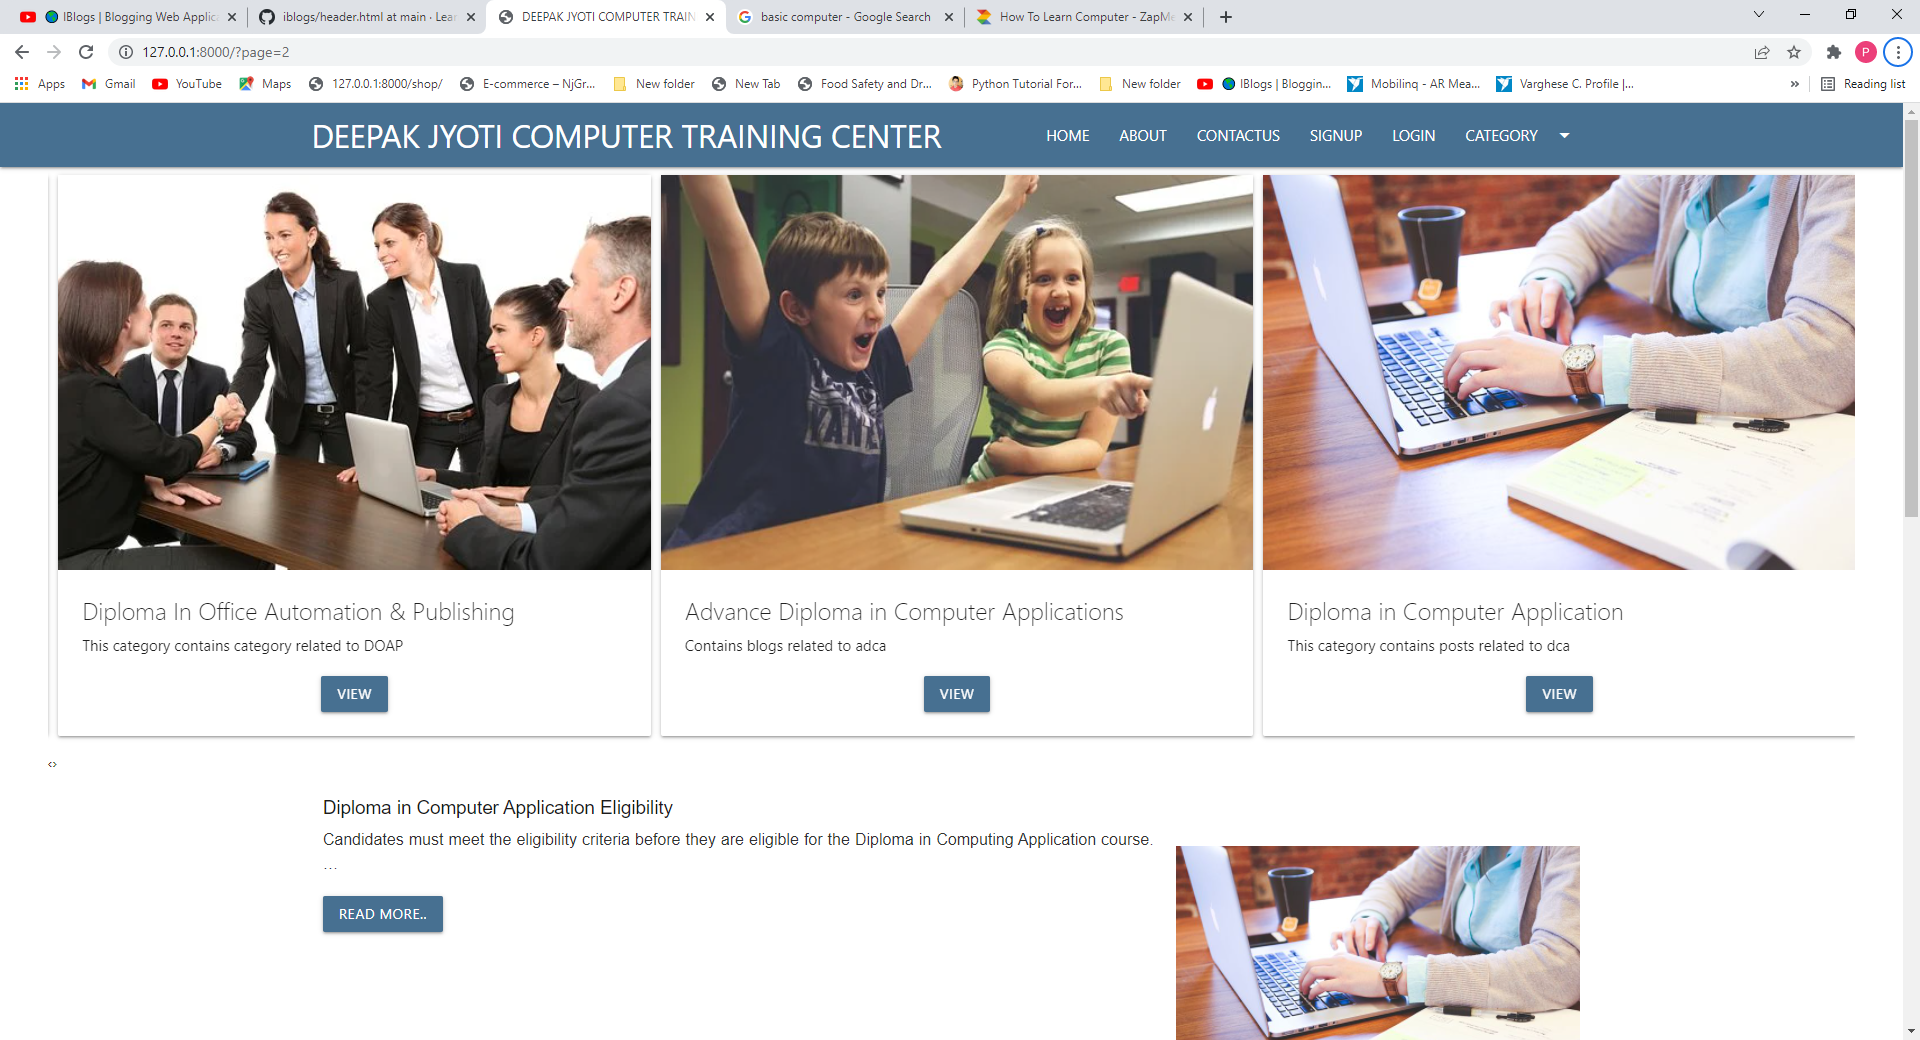 IBlogs | Blogging Web Applic
iblogs/header.html at main · Lear
DEEPAK JYOTI COMPUTER TRAIN
basic computer - Google Search
How To Learn Computer - ZapMe
127.0.0.1:8000/?page=2
P
Apps
Gmail
YouTube
Maps
127.0.0.1:8000/shop/
E-commerce – NjGr...
New folder
New Tab
Food Safety and Dr...
Python Tutorial For...
New folder
IBlogs | Bloggin...
Mobilinq - AR Mea...
Varghese C. Profile |...
»
Reading list
DEEPAK JYOTI COMPUTER TRAINING CENTER
HOME
ABOUT
CONTACTUS
SIGNUP
LOGIN
CATEGORY
Diploma In Office Automation & Publishing
This category contains category related to DOAP
VIEW
Advance Diploma in Computer Applications
Contains blogs related to adca
VIEW
Diploma in Computer Application
This category contains posts related to dca
VIEW
‹›
Diploma in Computer Application Eligibility
Candidates must meet the eligibility criteria before they are eligible for the Diploma in Computing Application course.
…
READ MORE..